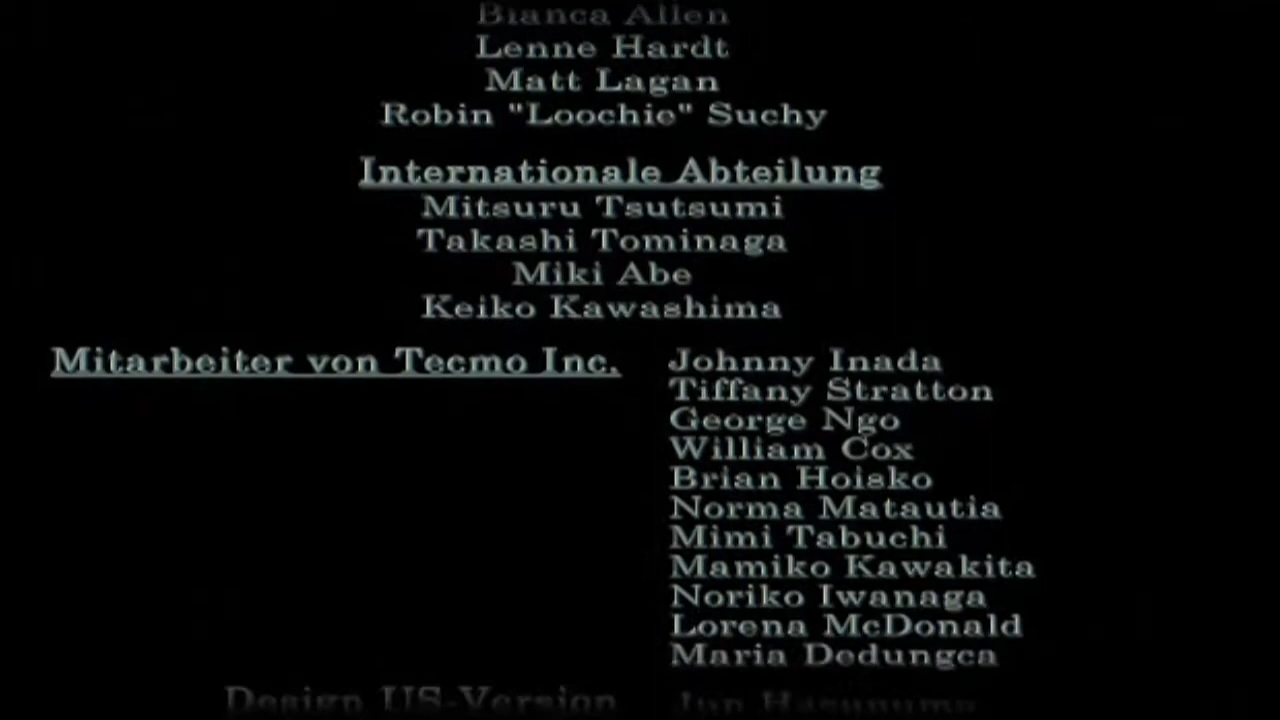 Bianca Allen
Lenne Hardt
Matt Lagan
Robin "Loochie" Suchy
Internationale Abteilung
Mitsuru Tsutsumi
Takashi Tominaga
Miki Abe
Keiko Kawashima
Mitarbeiter von Tecmo Inc. Johnny Inada
Tiffany Stratton
George Ngo
William Cox
Brian Hoisko
Norma Matautia
Mimi Tabuchi
Mamiko Kawakita
Noriko Iwanaga
Lorena McDonald
Maria Dedungca
Design US-Version Jun